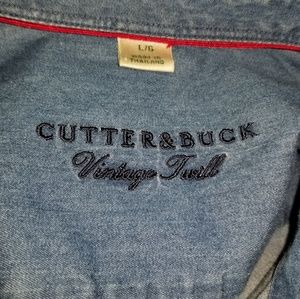 L/G
MADE IN
THAILAND
CUTTER&BUCK
Vintage Twill